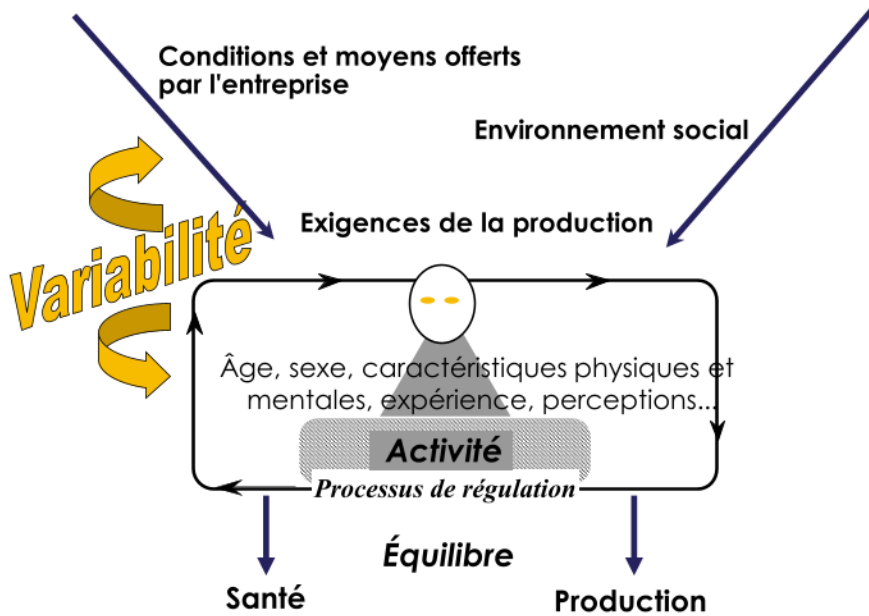 Conditions et moyens offerts
par l'entreprise
Environnement social
Variabilité
Exigences de la production
Âge, sexe, caractéristiques physiques et
mentales, expérience, perceptions...
Activité
Processus de régulation
Équilibre
Santé
Production